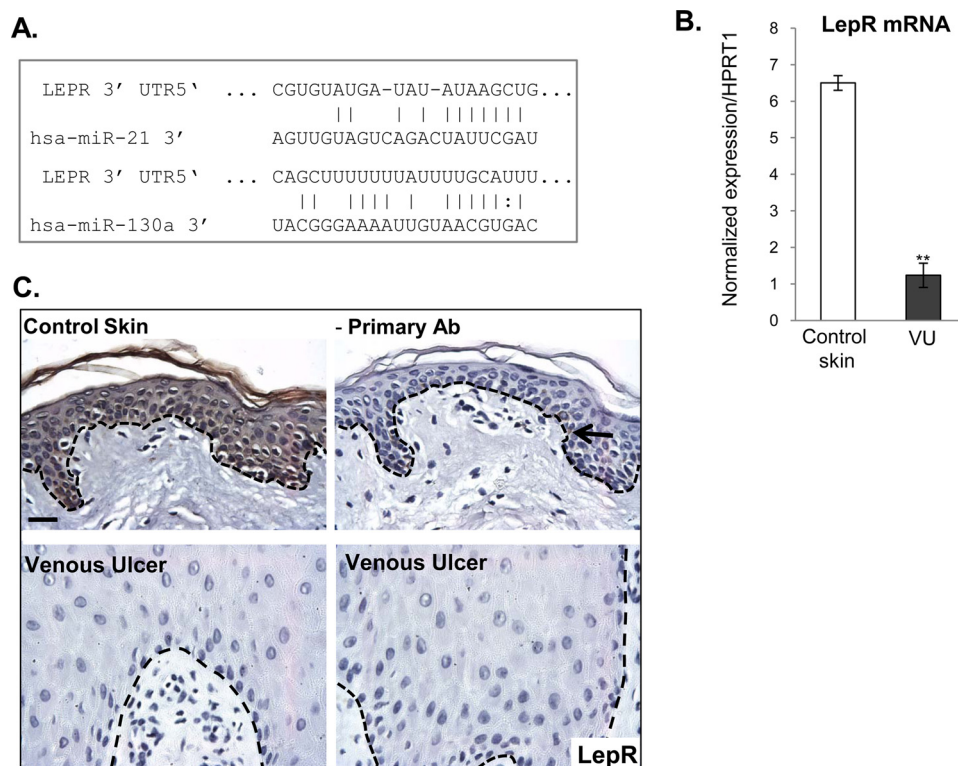 A.
LEPR 3’ UTR5‘ ... CGUGUAUGA-UAU-AUAAGCUG...
hsa-miR-21 3’ AGUUGUAGUCAGACUAUUCGAU
LEPR 3’ UTR5‘ ... CAGCUUUUUUUAUUUUGCAUUU...
:
hsa-miR-130a 3’ UACGGGAAAAUUGUAACGUGAC
B.
LepR mRNA
Normalized expression/HPRT1
8
7
6
5
4
3
2
1
0
**
Control
skin
VU
C.
Control Skin
- Primary Ab
Venous Ulcer
Venous Ulcer
LepR